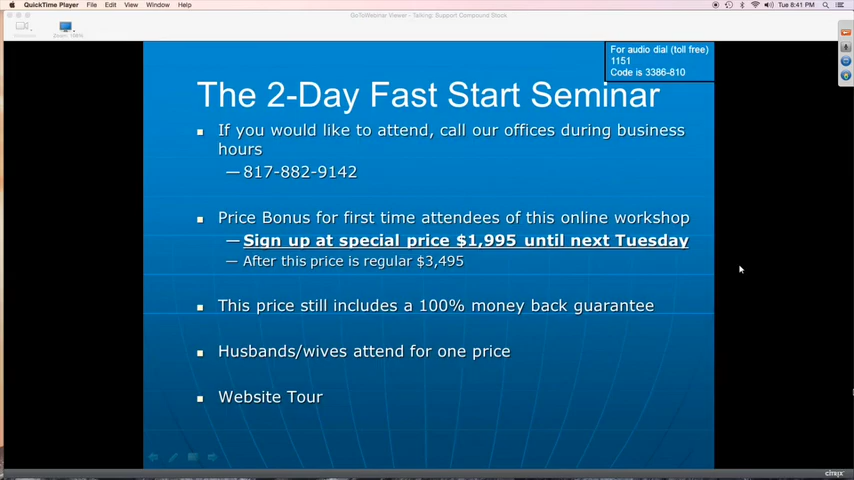 QuickTime Player File Edit View Window Help
Tue 8:41 PM
GoToWebinar Viewer - Talking: Support Compound Stock
Zoom: 100%
For audio dial (toll free)
1151
Code is 3386-810
The 2-Day Fast Start Seminar
If you would like to attend, call our offices during business
hours
—817-882-9142
Price Bonus for first time attendees of this online workshop
—Sign up at special price $1,995 until next Tuesday
—After this price is regular $3,495
This price still includes a 100% money back guarantee
Husbands/wives attend for one price
Website Tour
CITRIX